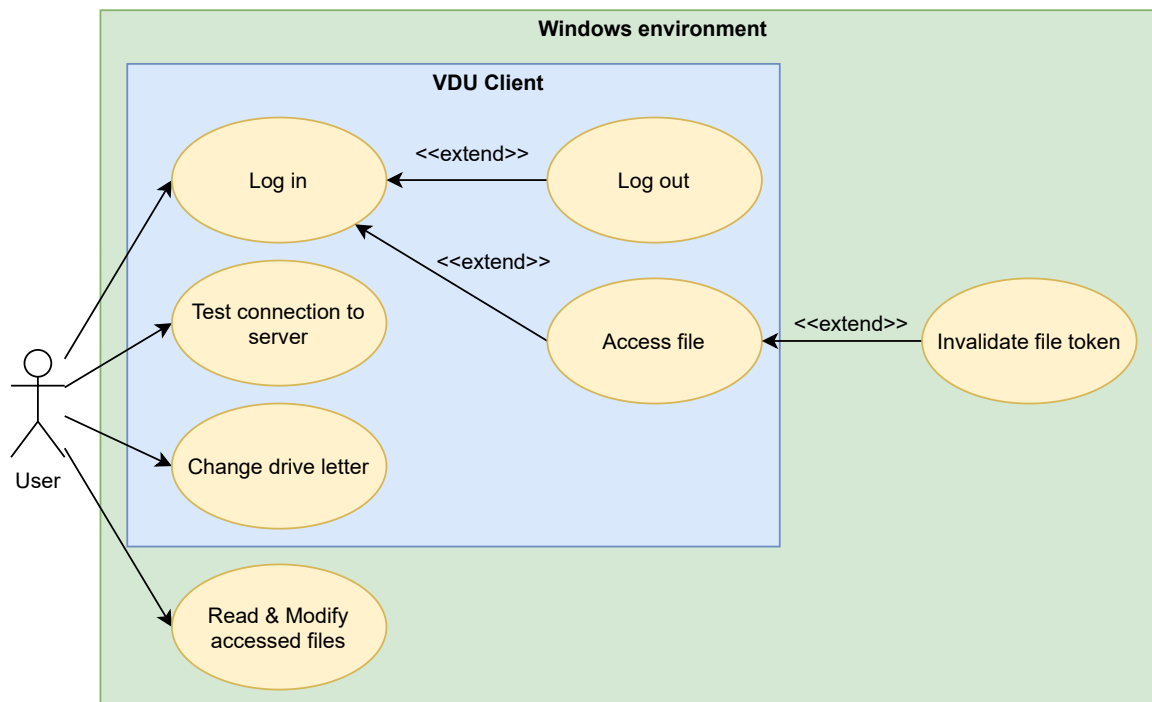 Windows environment
VDU Client
<<extend>>
Log in
Log out
<<extend>>
Test connection to
server
Access file
<<extend>>
Invalidate file token
Change drive letter
User
Read & Modify
accessed files